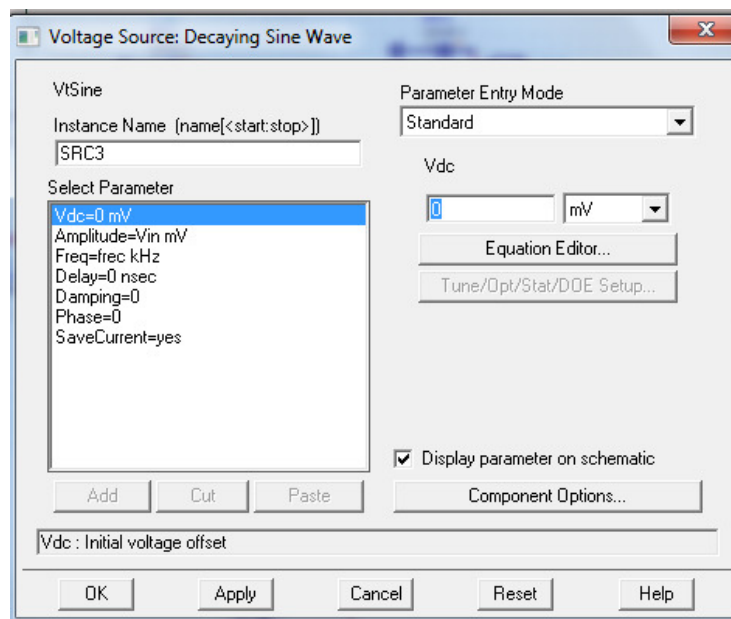 Voltage Source: Decaying Sine Wave
x
VtSine
Instance Name (name[<start:stop>])
SRC3
Select Parameter
Vdc=0 mV
Amplitude=Vin mV
Freq=frec kHz
Delay=0 nsec
Damping=0
Phase=0
SaveCurrent=yes
Add
Cut
Paste
Parameter Entry Mode
Standard
Vdc
0
mV
Equation Editor...
Tune/Opt/Stat/DOE Setup...
Display parameter on schematic
Component Options...
Vdc : Initial voltage offset
OK
Apply
Cancel
Reset
Help